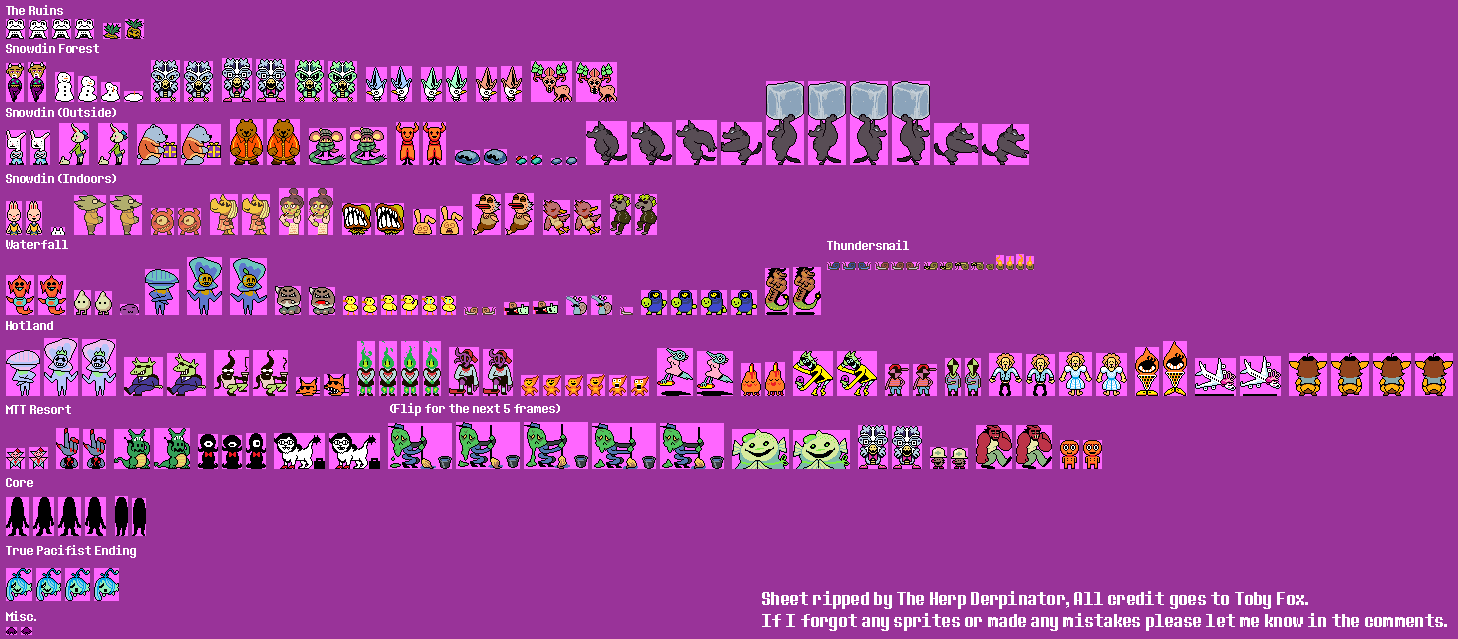 The Ruins
Snowdin Forest
Snowdin (Outside)
Snowdin (Indoors)
Waterfall
Thundersnail
Hotland
MTT Resort
(Flip for the next 5 frames)
Core
True Pacifist Ending
Misc.
Sheet ripped by The Herp Derpinator, All credit goes to Toby Fox.
If I forgot any sprites or made any mistakes please let me know in the comments.